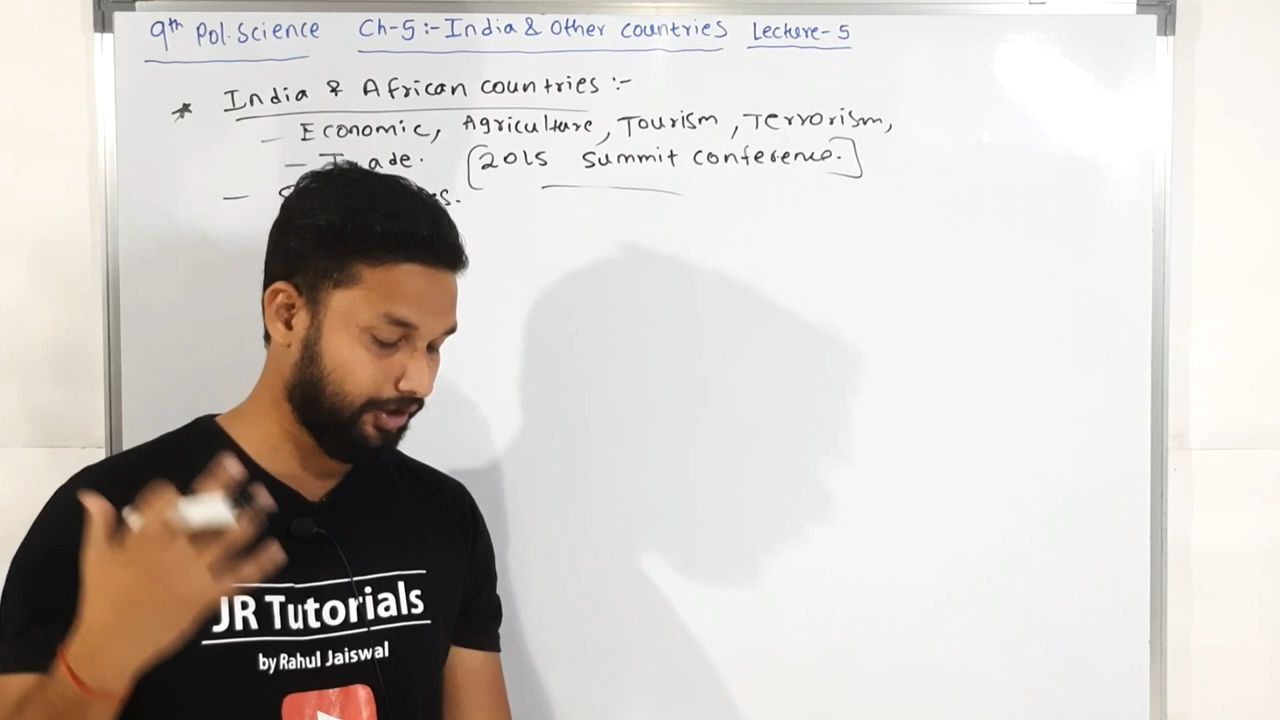 9th Pol. Science Ch-5:- India & Other countries Lecture-5
* India & African countries :-
- Economic, Agriculture, Tourism, Terrorism,
- Trade. [2015 Summit conference.]
-
JR Tutorials
by Rahul Jaiswal